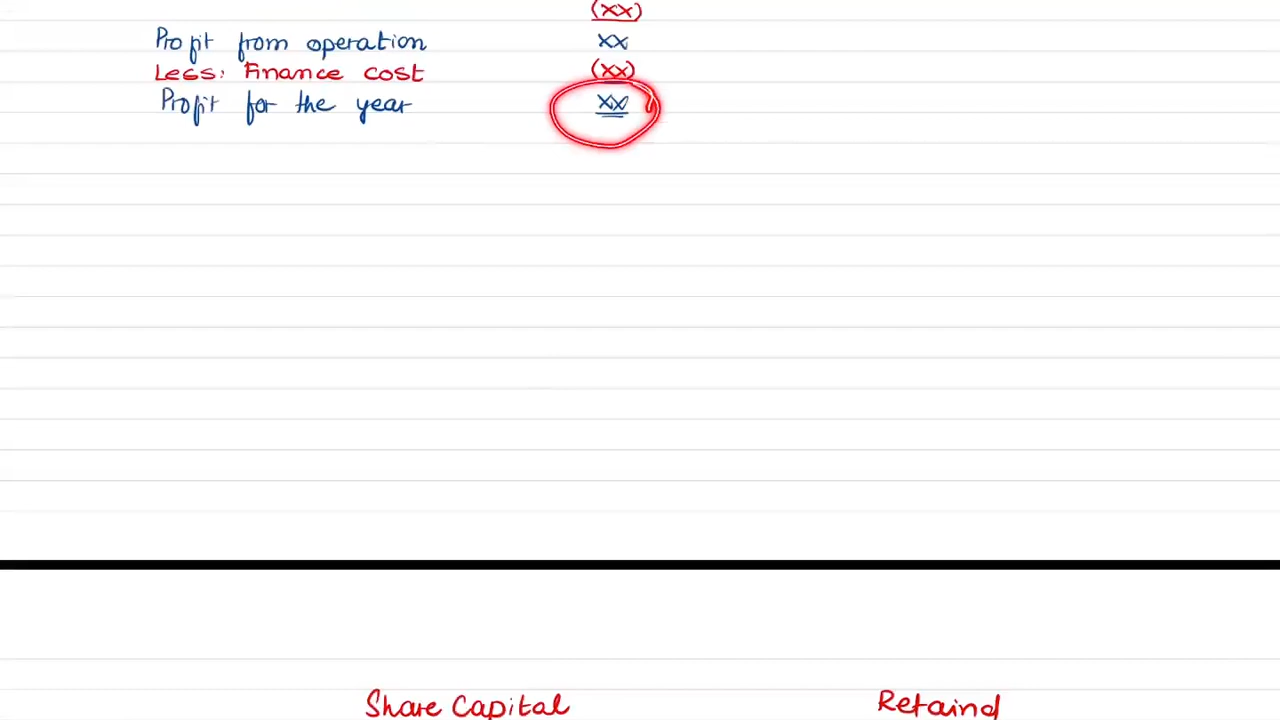 (xx)
Profit from operation xx
Less: Finance cost (xx)
Profit for the year xx
Share Capital Retaind